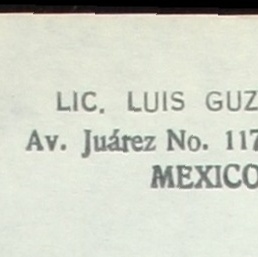 LIC. LUIS GUZ
Av. Juárez No. 117
MEXICO